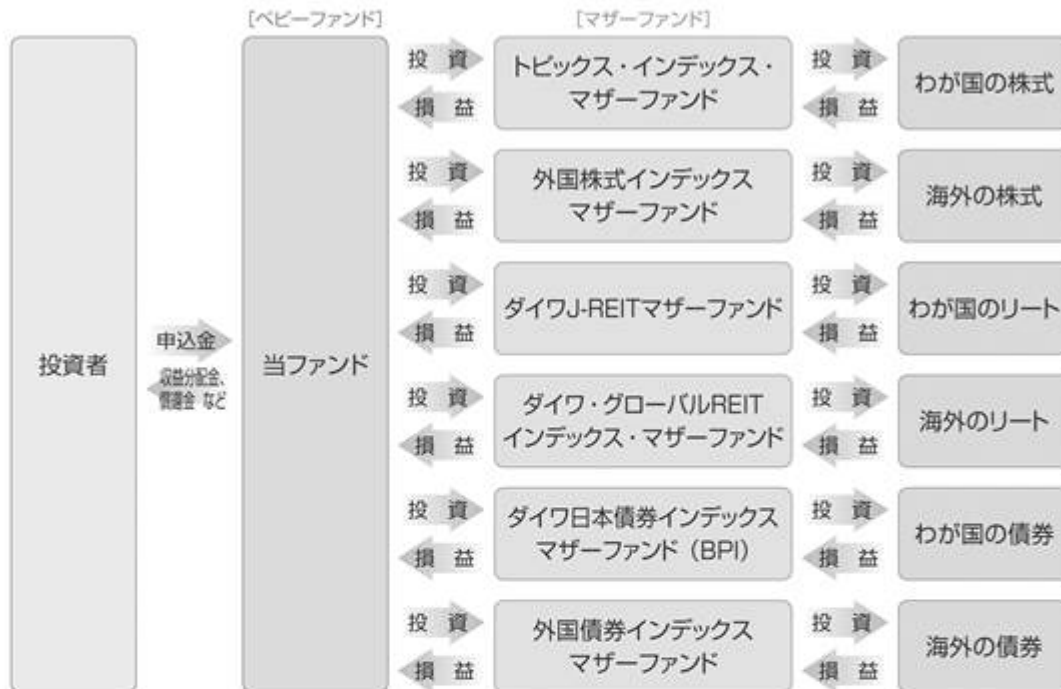 [ベビーファンド]
[マザーファンド]
投資者
申込金
収益分配金、
償還金 など
当ファンド
投 資
損 益
トピックス・インデックス・
マザーファンド
投 資
損 益
わが国の株式
投 資
損 益
外国株式インデックス
マザーファンド
投 資
損 益
海外の株式
投 資
損 益
ダイワJ-REITマザーファンド
投 資
損 益
わが国のリート
投 資
損 益
ダイワ・グローバルREIT
インデックス・マザーファンド
投 資
損 益
海外のリート
投 資
損 益
ダイワ日本債券インデックス
マザーファンド（BPI）
投 資
損 益
わが国の債券
投 資
損 益
外国債券インデックス
マザーファンド
投 資
損 益
海外の債券